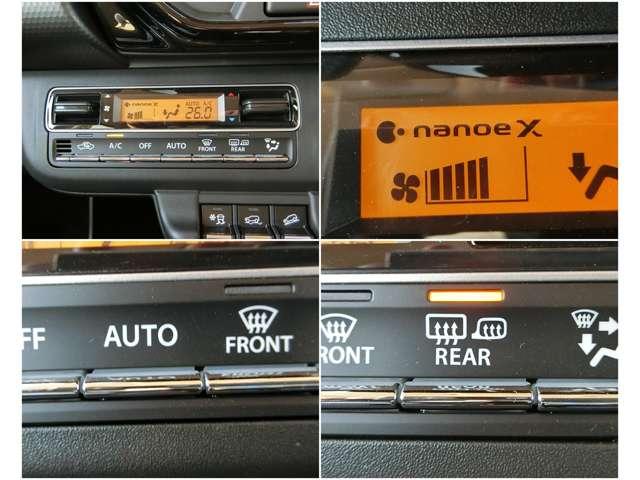 nanoe X AUTO A/C
26.0
A/C OFF AUTO FRONT REAR
nanoe X
FF AUTO FRONT
RONT REAR